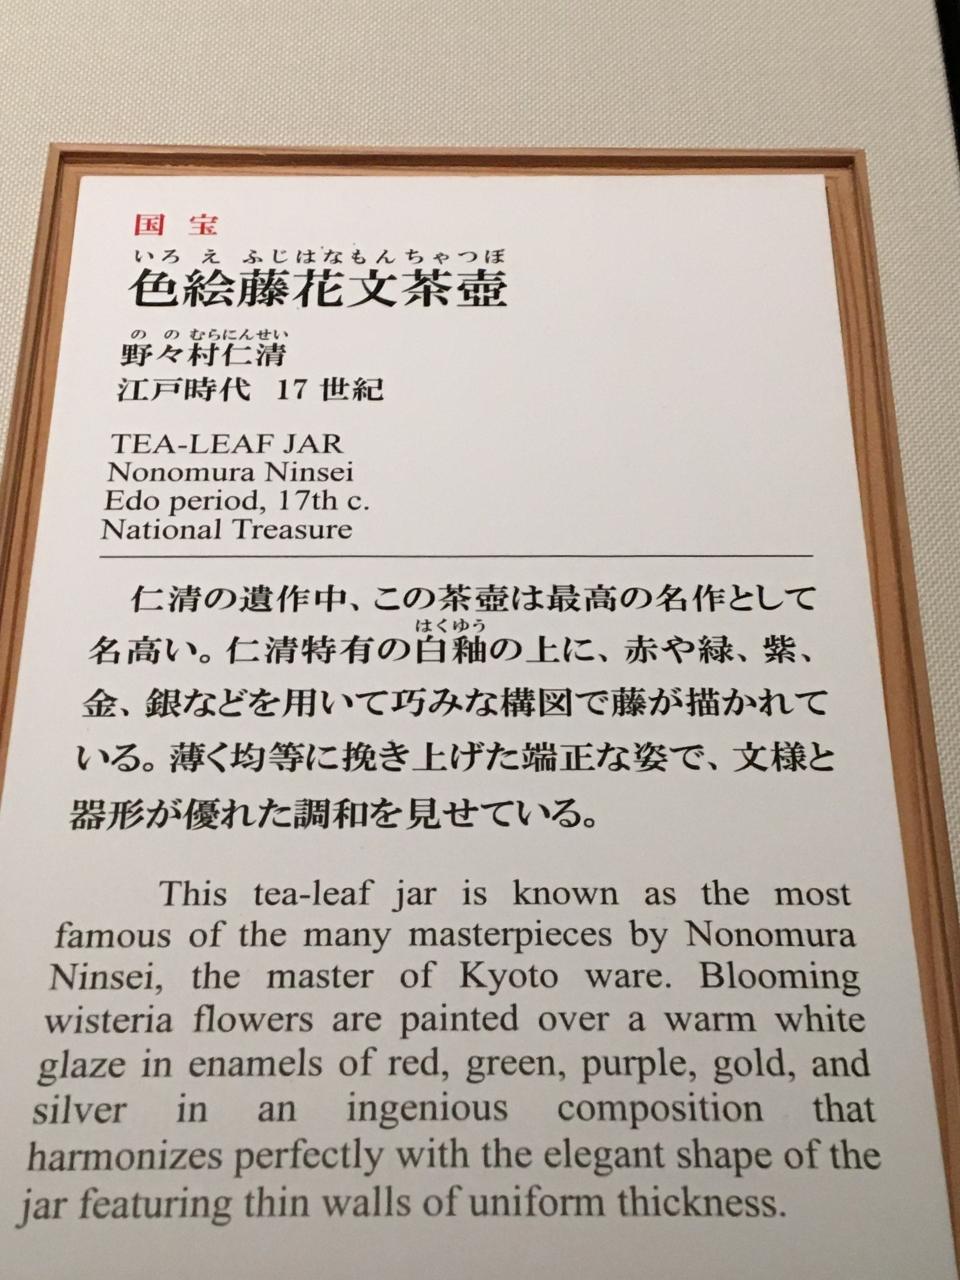 国 宝
いろ え ふじはなもんちゃつぼ
色絵藤花文茶壺
の の むらにんせい
野々村仁清
江戸時代 17 世紀
TEA-LEAF JAR
Nonomura Ninsei
Edo period, 17th c.
National Treasure
仁清の遺作中、この茶壺は最高の名作として
はくゆう
名高い。仁清特有の白釉の上に、赤や緑、紫、
金、銀などを用いて巧みな構図で藤が描かれて
いる。薄く均等に挽き上げた端正な姿で、文様と
器形が優れた調和を見せている。
This tea-leaf jar is known as the most
famous of the many masterpieces by Nonomura
Ninsei, the master of Kyoto ware. Blooming
wisteria flowers are painted over a warm white
glaze in enamels of red, green, purple, gold, and
silver in an ingenious composition that
harmonizes perfectly with the elegant shape of the
jar featuring thin walls of uniform thickness.